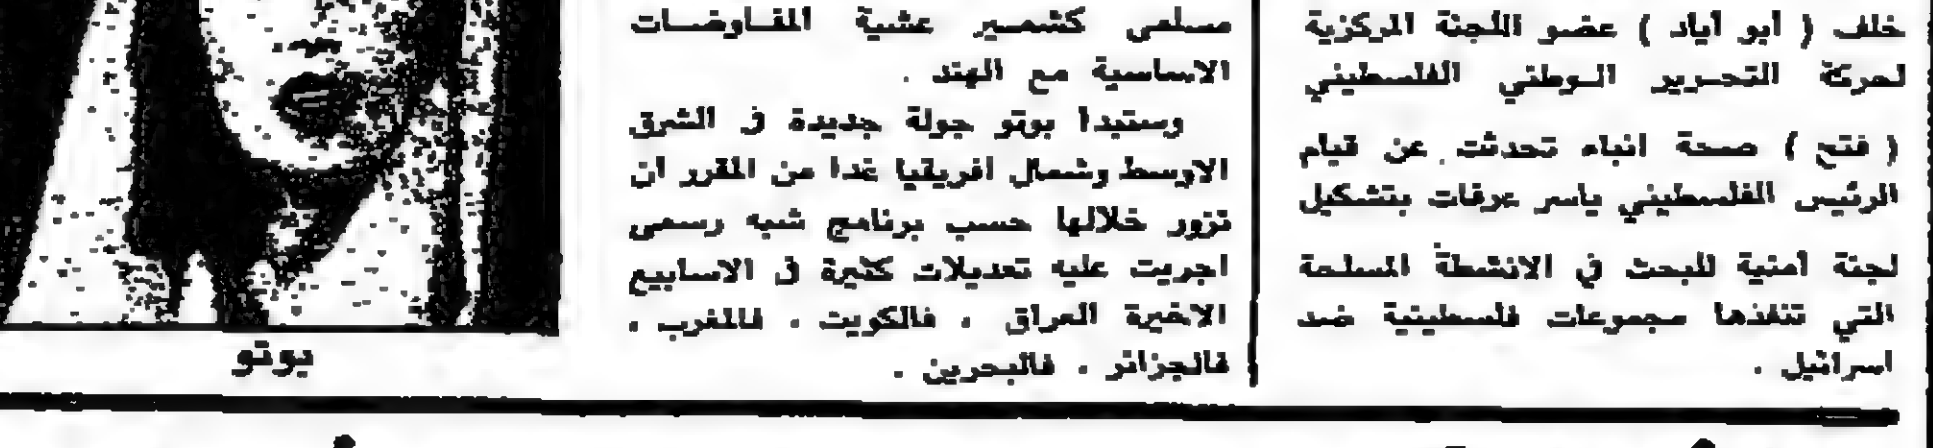 خلف ( أبو أياد ) عضو اللجنة المركزية
لحركة التحرير الوطني الفلسطيني
( فتح ) صحة انباء تحدثت عن قيام
الرئيس الفلسطيني ياسر عرفات بتشكيل
لجنة أمنية للبحث في الانشطة المسلحة
التي تنفذها مجموعات فلسطينية ضد
اسرائيل .
مسلمي كشمير عشية المفاوضات
الاساسية مع الهند .
وستبدأ بوتو جولة جديدة في الشرق
الاوسط وشمال افريقيا غدا من المقرر ان
تزور خلالها حسب برنامج شبه رسمي
اجريت عليه تعديلات كثيرة في الاسابيع
الاخيرة العراق ، فالكويت ، فالمغرب ،
فالجزائر ، فالبحرين .
بوتو